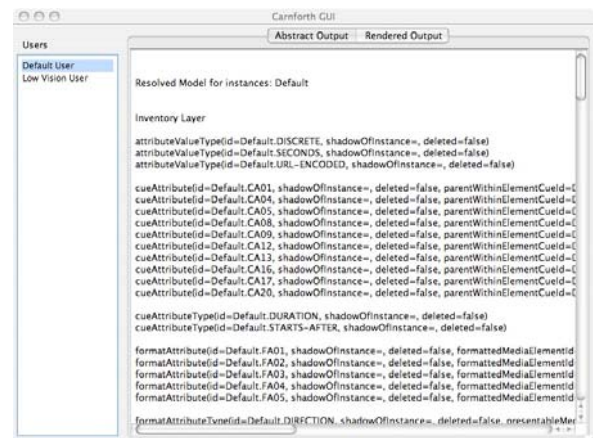 Carnforth GUI
Users
Abstract Output Rendered Output
Default User
Low Vision User
Resolved Model for instances: Default
Inventory Layer
attributeValueType(id=Default.DISCRETE, shadowOfInstance=, deleted=false)
attributeValueType(id=Default.SECONDS, shadowOfInstance=, deleted=false)
attributeValueType(id=Default.URL-ENCODED, shadowOfInstance=, deleted=false)
cueAttribute(id=Default.CA01, shadowOfInstance=, deleted=false, parentWithinElementCueId=D
cueAttribute(id=Default.CA04, shadowOfInstance=, deleted=false, parentWithinElementCueId=D
cueAttribute(id=Default.CA05, shadowOfInstance=, deleted=false, parentWithinElementCueId=D
cueAttribute(id=Default.CA08, shadowOfInstance=, deleted=false, parentWithinElementCueId=D
cueAttribute(id=Default.CA09, shadowOfInstance=, deleted=false, parentWithinElementCueId=D
cueAttribute(id=Default.CA12, shadowOfInstance=, deleted=false, parentWithinElementCueId=D
cueAttribute(id=Default.CA13, shadowOfInstance=, deleted=false, parentWithinElementCueId=D
cueAttribute(id=Default.CA16, shadowOfInstance=, deleted=false, parentWithinElementCueId=D
cueAttribute(id=Default.CA17, shadowOfInstance=, deleted=false, parentWithinElementCueId=D
cueAttribute(id=Default.CA20, shadowOfInstance=, deleted=false, parentWithinElementCueId=D
cueAttributeType(id=Default.DURATION, shadowOfInstance=, deleted=false)
cueAttributeType(id=Default.STARTS-AFTER, shadowOfInstance=, deleted=false)
formatAttribute(id=Default.FA01, shadowOfInstance=, deleted=false, formattedMediaElementId
formatAttribute(id=Default.FA02, shadowOfInstance=, deleted=false, formattedMediaElementId
formatAttribute(id=Default.FA03, shadowOfInstance=, deleted=false, formattedMediaElementId
formatAttribute(id=Default.FA04, shadowOfInstance=, deleted=false, formattedMediaElementId
formatAttribute(id=Default.FA05, shadowOfInstance=, deleted=false, formattedMediaElementId
formatAttributeType(id=Default.DIRECTION, shadowOfInstance=, deleted=false, presentableMed